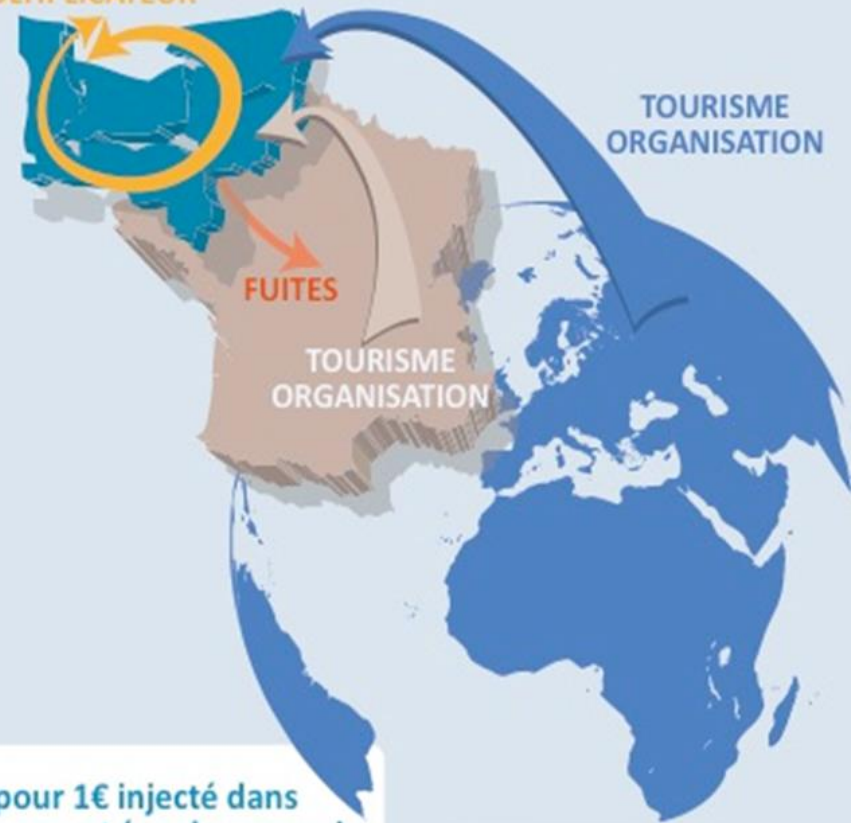 TOURISME
ORGANISATION
FUITES
TOURISME
ORGANISATION
pour 1€ injecté dans